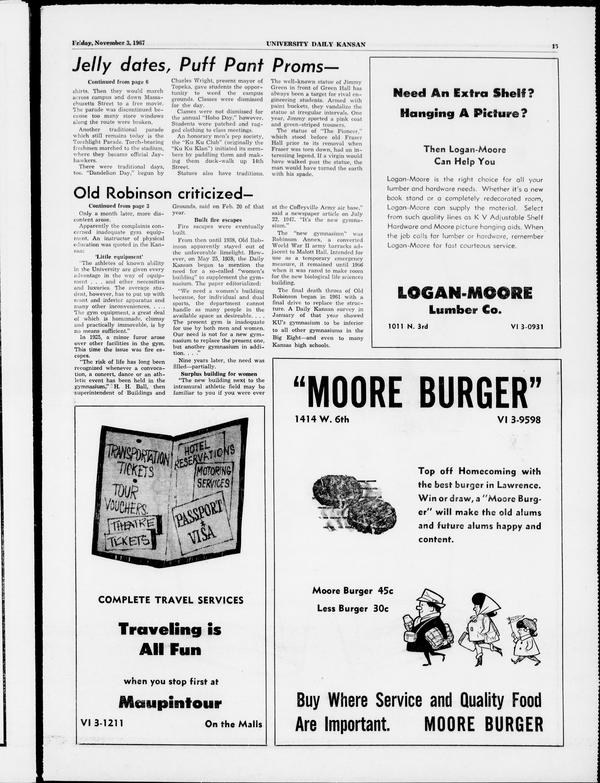 Friday, November 3, 1967
UNIVERSITY DAILY KANSAN
15
Jelly dates, Puff Pant Proms—
Continued from page 6
shirts. Then they would march
across campus and down Massa-
chusetts Street to a free movie.
The parade was discontinued be-
cause too many store windows
along the route were broken.
Another traditional parade
which still remains today is the
Torchlight Parade. Torch-bearing
freshmen marched to the stadium,
where they became official Jay-
hawkers.
There were traditional days,
too. "Dandelion Day," begun by
Charles Wright, present mayor of
Topeka, gave students the oppor-
tunity to weed the campus
grounds. Classes were dismissed
for the day.
Classes were not dismissed for
the annual "Hobo Day," however.
Students wore patched and rag-
ged clothing to class meetings.
An honorary men's pep society,
the "Ku Ku Club" (originally the
"Ku Ku Klan") initiated its mem-
bers by paddling them and mak-
ing them duck-walk up 14th
Street.
Statues also have traditions.
The well-known statue of Jimmy
Green in front of Green Hall has
always been a target for rival en-
gineering students. Armed with
paint buckets, they vandalize the
statue at irregular intervals. One
year, Jimmy sported a pink coat
and green-striped trousers.
The statue of "The Pioneer,"
which stood before old Fraser
Hall prior to its removal when
Fraser was torn down, had an in-
teresting legend. If a virgin would
have walked past the statue, the
man would have turned the earth
with his spade.
Old Robinson criticized—
Continued from page 3
Only a month later, more dis-
content arose.
Apparently the complaints con-
cerned inadequate gym equip-
ment. An instructor of physical
education was quoted in the Kan-
san:
'Little equipment'
"The athletes of known ability
in the University are given every
advantage in the way of equip-
ment . . . and other necessities
and luxuries. The average stu-
dent, however, has to put up with
scant and inferior apparatus and
many other inconveniences. . . .
The gym equipment, a great deal
of which is homemade, clumsy
and practically immovable, is by
no means sufficient."
In 1925, a minor furor arose
over other facilities in the gym.
This time the issue was fire es-
capes.
"The risk of life has long been
recognized whenever a convoca-
tion, a concert, dance or an ath-
letic event has been held in the
gymnasium," H. H. Ball, then
superintendent of Buildings and
Grounds, said on Feb. 20 of that
year.
Built fire escapes
Fire escapes were eventually
built.
From then until 1938, Old Rob-
inson apparently stayed out of
the unfavorable limelight. How-
ever, on May 25, 1938, the Daily
Kansan began to mention the
need for a so-called "women's
building" to supplement the gym-
nasium. The paper editorialized:
"We need a women's building
because, for individual and dual
sports, the department cannot
handle as many people in the
available space as desirable. . . .
The present gym is inadequate
for use by both men and women.
Our need is not for a new gym-
nasium to replace the present one,
but another gymnasium in addi-
tion. . . ."
Nine years later, the need was
filled—partially.
Surplus building for women
"The new building next to the
intramural athletic field may be
familiar to you if you were ever
at the Coffeyville Army air base,"
said a newspaper article on July
22, 1947. "It's the new gymna-
sium."
The "new gymnasium" was
Robinson Annex, a converted
World War II army barracks ad-
jacent to Malott Hall. Intended for
use as a temporary emergency
measure, it remained until 1966
when it was razed to make room
for the new biological life sciences
building.
The final death throes of Old
Robinson began in 1961 with a
final drive to replace the struc-
ture. A Daily Kansan survey in
January of that year showed
KU's gymnasium to be inferior
to all other gymnasiums in the
Big Eight—and even to many
Kansas high schools.
Need An Extra Shelf?
Hanging A Picture?
Then Logan-Moore
Can Help You
Logan-Moore is the right choice for all your
lumber and hardware needs. Whether it's a new
book stand or a completely redecorated room,
Logan-Moore can supply the material. Select
from such quality lines as K V Adjustable Shelf
Hardware and Moore picture hanging aids. When
the job calls for lumber or hardware, remember
Logan-Moore for fast courteous service.
LOGAN-MOORE
Lumber Co.
1011 N. 3rd
VI 3-0931
TRANSPORTATION
TICKETS
TOUR
VOUCHERS
THEATRE
TICKETS
HOTEL
RESERVATIONS
MOTORING
SERVICES
PASSPORT
+
VISA
COMPLETE TRAVEL SERVICES
Traveling is
All Fun
when you stop first at
Maupintour
VI 3-1211
On the Malls
"MOORE BURGER"
1414 W. 6th
VI 3-9598
Top off Homecoming with
the best burger in Lawrence.
Win or draw, a "Moore Burg-
er" will make the old alums
and future alums happy and
content.
Moore Burger 45c
Less Burger 30c
Buy Where Service and Quality Food
Are Important. MOORE BURGER